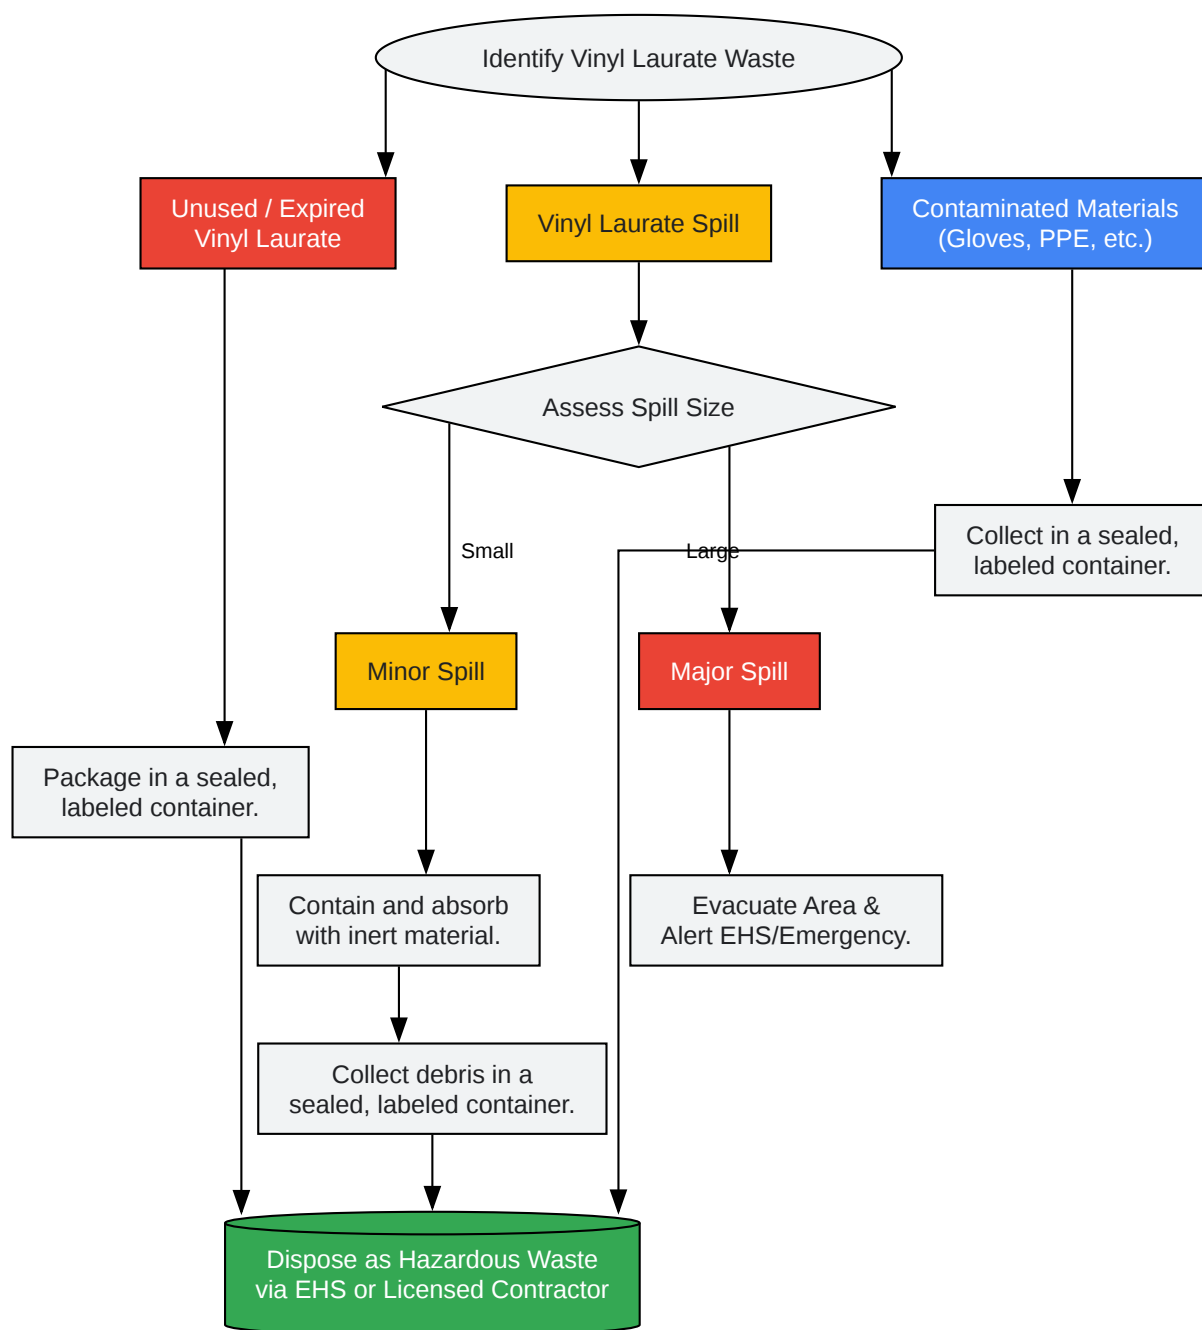 Identify Vinyl Laurate Waste
Unused / Expired
Vinyl Laurate
Vinyl Laurate Spill
Contaminated Materials
(Gloves, PPE, etc.)
Assess Spill Size
Small
Large
Collect in a sealed,
labeled container.
Minor Spill
Major Spill
Package in a sealed,
labeled container.
Contain and absorb
with inert material.
Evacuate Area &
Alert EHS/Emergency.
Collect debris in a
sealed, labeled container.
Dispose as Hazardous Waste
via EHS or Licensed Contractor